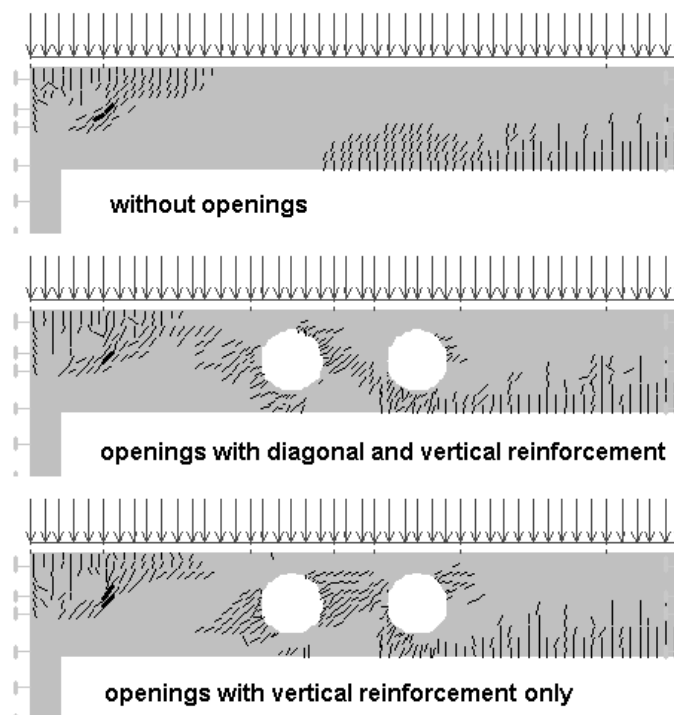 without openings
openings with diagonal and vertical reinforcement
openings with vertical reinforcement only